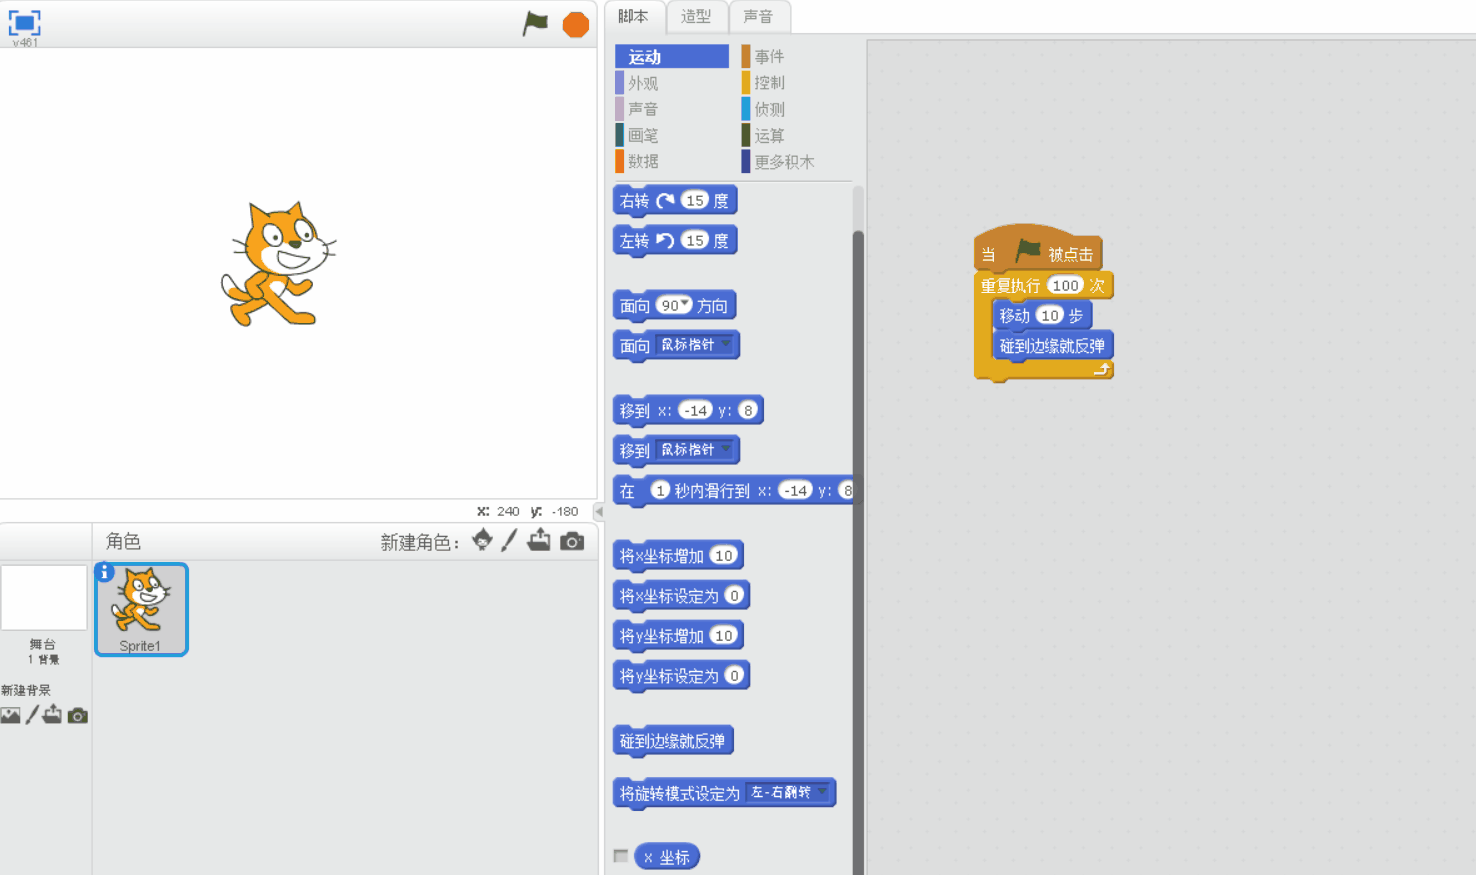 v461
x: 240 y: -180
角色
新建角色：
Sprite1
舞台
1 背景
新建背景
脚本
造型
声音
运动
事件
外观
控制
声音
侦测
画笔
运算
数据
更多积木
右转 15 度
左转 15 度
面向 90 方向
面向 鼠标指针
移到 x: -14 y: 8
移到 鼠标指针
在 1 秒内滑行到 x: -14 y: 8
将x坐标增加 10
将x坐标设定为 0
将y坐标增加 10
将y坐标设定为 0
碰到边缘就反弹
将旋转模式设定为 左-右翻转
x 坐标
当 被点击
重复执行 100 次
移动 10 步
碰到边缘就反弹